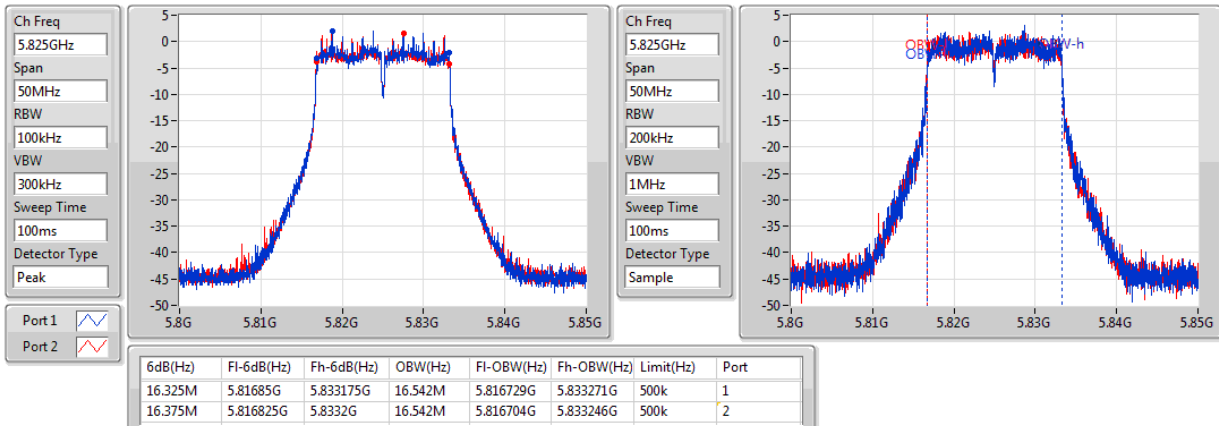 Ch Freq
5.825GHz
Span
50MHz
RBW
100kHz
VBW
300kHz
Sweep Time
100ms
Detector Type
Peak
Port 1
Port 2
5
0
-5
-10
-15
-20
-25
-30
-35
-40
-45
-50
5.8G 5.81G 5.82G 5.83G 5.84G 5.85G
Ch Freq
5.825GHz
Span
50MHz
RBW
200kHz
VBW
1MHz
Sweep Time
100ms
Detector Type
Sample
5
0
-5
-10
-15
-20
-25
-30
-35
-40
-45
-50
5.8G 5.81G 5.82G 5.83G 5.84G 5.85G
6dB(Hz) Fl-6dB(Hz) Fh-6dB(Hz) OBW(Hz) Fl-OBW(Hz) Fh-OBW(Hz) Limit(Hz) Port
16.325M 5.81685G 5.833175G 16.542M 5.816729G 5.833271G 500k 1
16.375M 5.816825G 5.8332G 16.542M 5.816704G 5.833246G 500k 2